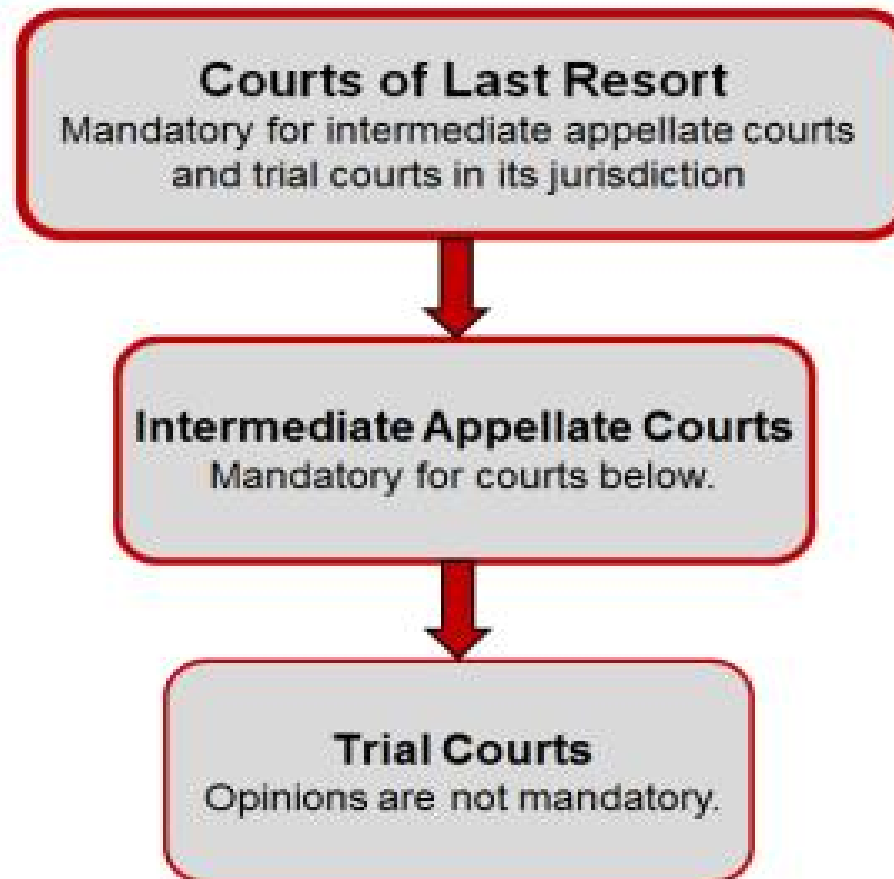 Courts of Last Resort
Mandatory for intermediate appellate courts
and trial courts in its jurisdiction
Intermediate Appellate Courts
Mandatory for courts below.
Trial Courts
Opinions are not mandatory.